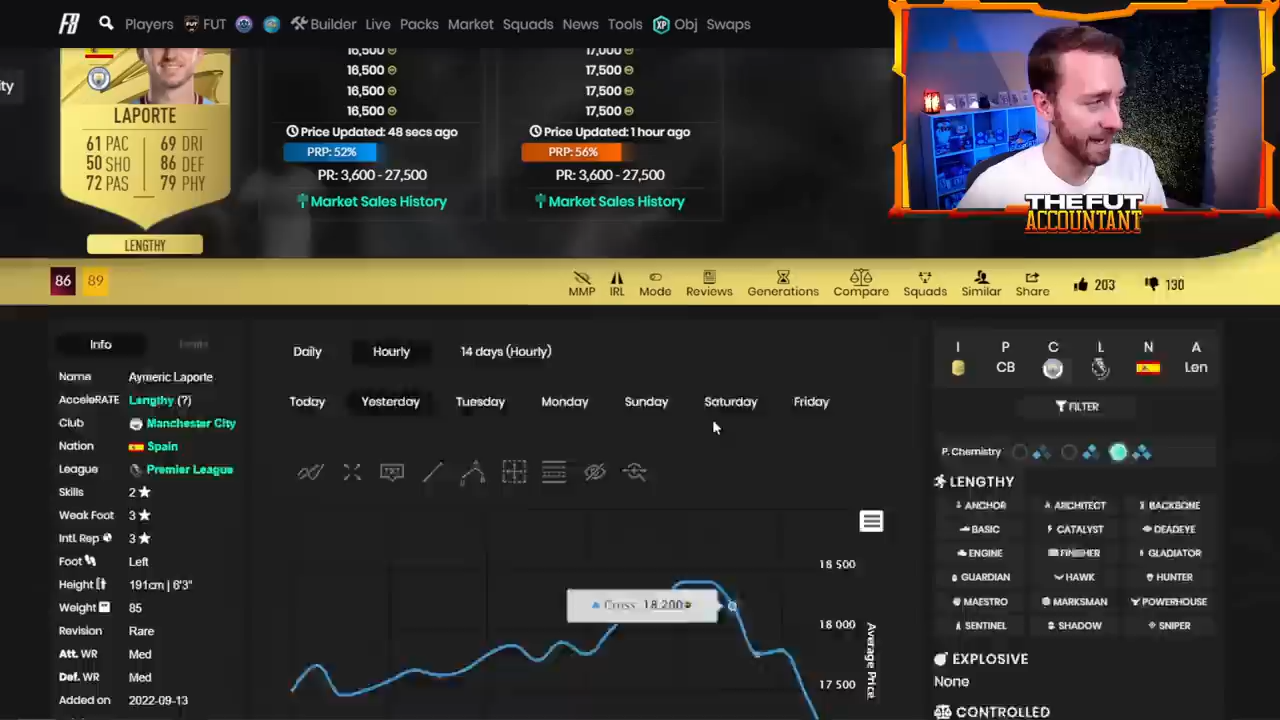 F8 Players FUT Builder Live Packs Market Squads News Tools XP Obj Swaps
16,500 17,000
16,500 17,500
16,500 17,500
16,500 17,500
ity
LAPORTE
61 PAC 69 DRI
50 SHO 86 DEF
72 PAS 79 PHY
LENGTHY
Price Updated: 48 secs ago
PRP: 52%
PR: 3,600 - 27,500
Market Sales History
Price Updated: 1 hour ago
PRP: 56%
PR: 3,600 - 27,500
Market Sales History
THE FUT
ACCOUNTANT
86 89
MMP IRL Mode Reviews Generations Compare Squads Similar Share 203 130
Info
Name Aymeric Laporte
AcceleRATE Lengthy (?)
Club Manchester City
Nation Spain
League Premier League
Skills 2
Weak Foot 3
Intl.Rep 3
Foot Left
Height 191cm | 6'3"
Weight 85
Revision Rare
Att. WR Med
Def. WR Med
Added on 2022-09-13
Daily Hourly 14 days (Hourly)
Today Yesterday Tuesday Monday Sunday Saturday Friday
TXT
Cross 18,200
18 500
18 000
17 500
Average Price
I P C L N A
CB Len
FILTER
P. Chemistry
LENGTHY
ANCHOR ARCHITECT BACKBONE
BASIC CATALYST DEADEYE
ENGINE FINISHER GLADIATOR
GUARDIAN HAWK HUNTER
MAESTRO MARKSMAN POWERHOUSE
SENTINEL SHADOW SNIPER
EXPLOSIVE
None
CONTROLLED